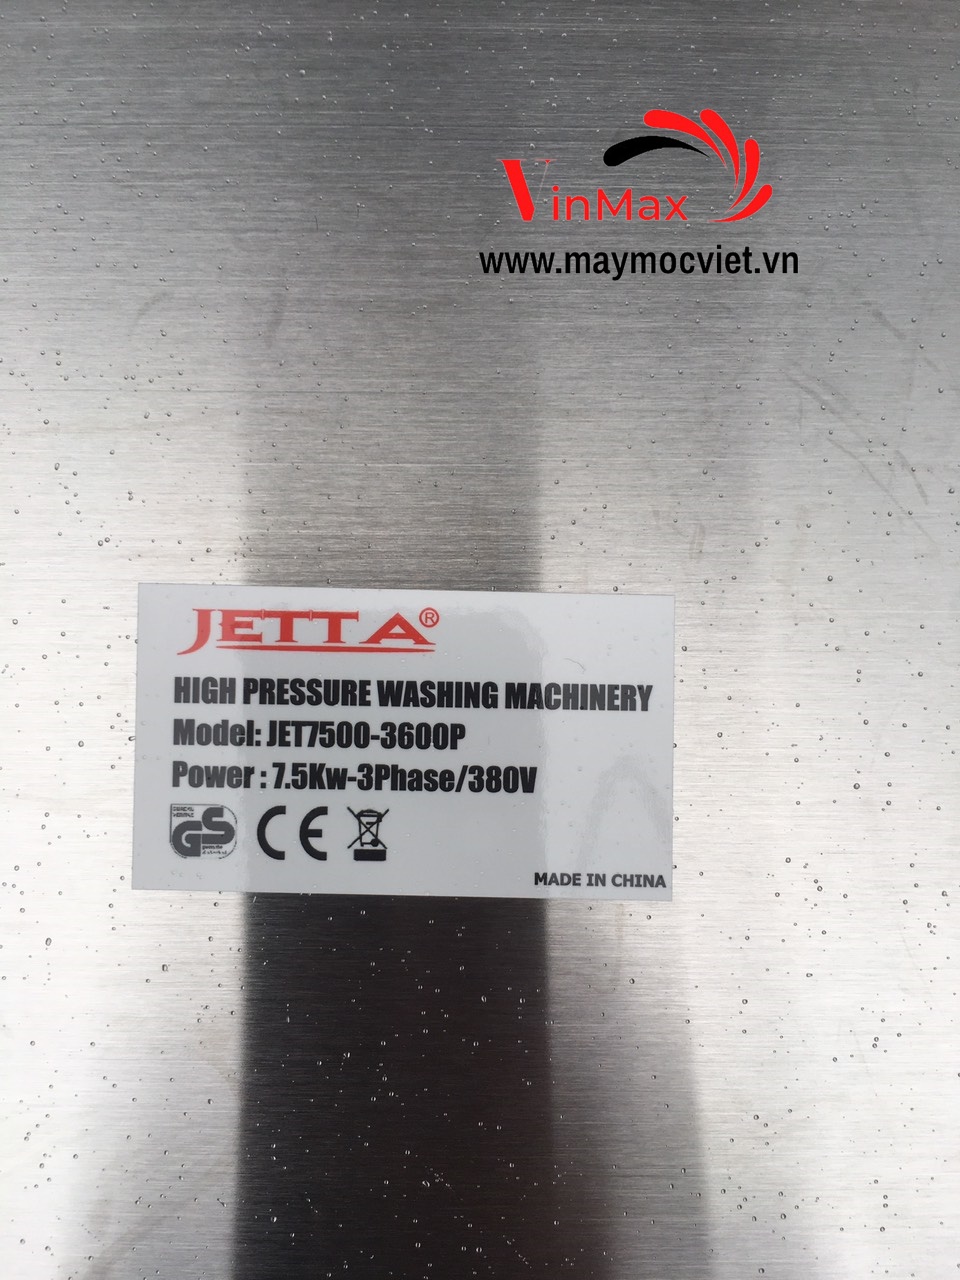 VinMax
www.maymocviet.vn
JETTA®
HIGH PRESSURE WASHING MACHINERY
Model: JET7500-3600P
Power : 7.5Kw-3Phase/380V
GS
CE
MADE IN CHINA